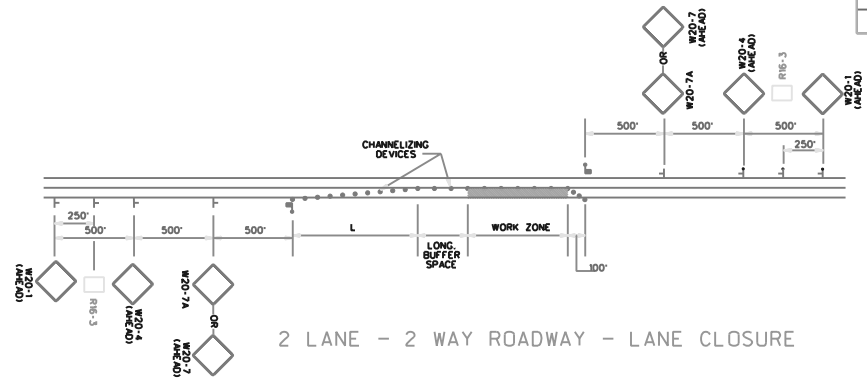 W20-7
(AHEAD)
OR
W20-7A
W20-4
(AHEAD)
R16-3
W20-1
(AHEAD)
500'
500'
500'
250'
CHANNELIZING
DEVICES
250'
500'
500'
500'
L
LONG.
BUFFER
SPACE
WORK ZONE
100'
W20-1
(AHEAD)
R16-3
W20-4
(AHEAD)
W20-7A
OR
W20-7
(AHEAD)
2 LANE - 2 WAY ROADWAY - LANE CLOSURE